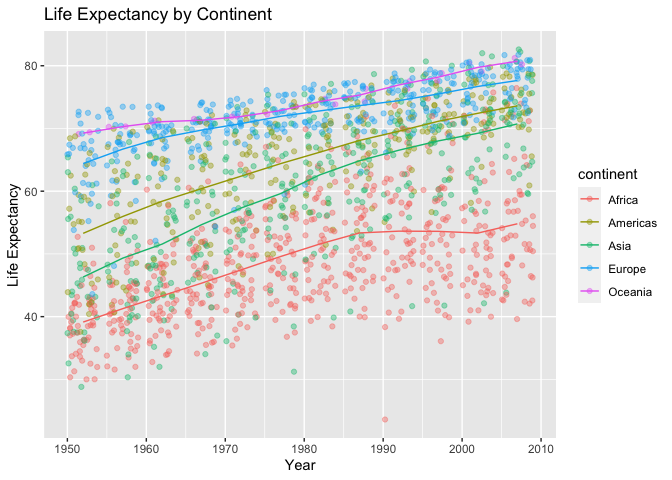 Life Expectancy by Continent
Life Expectancy
80
60
40
1950 1960 1970 1980 1990 2000 2010
Year
continent
Africa
Americas
Asia
Europe
Oceania